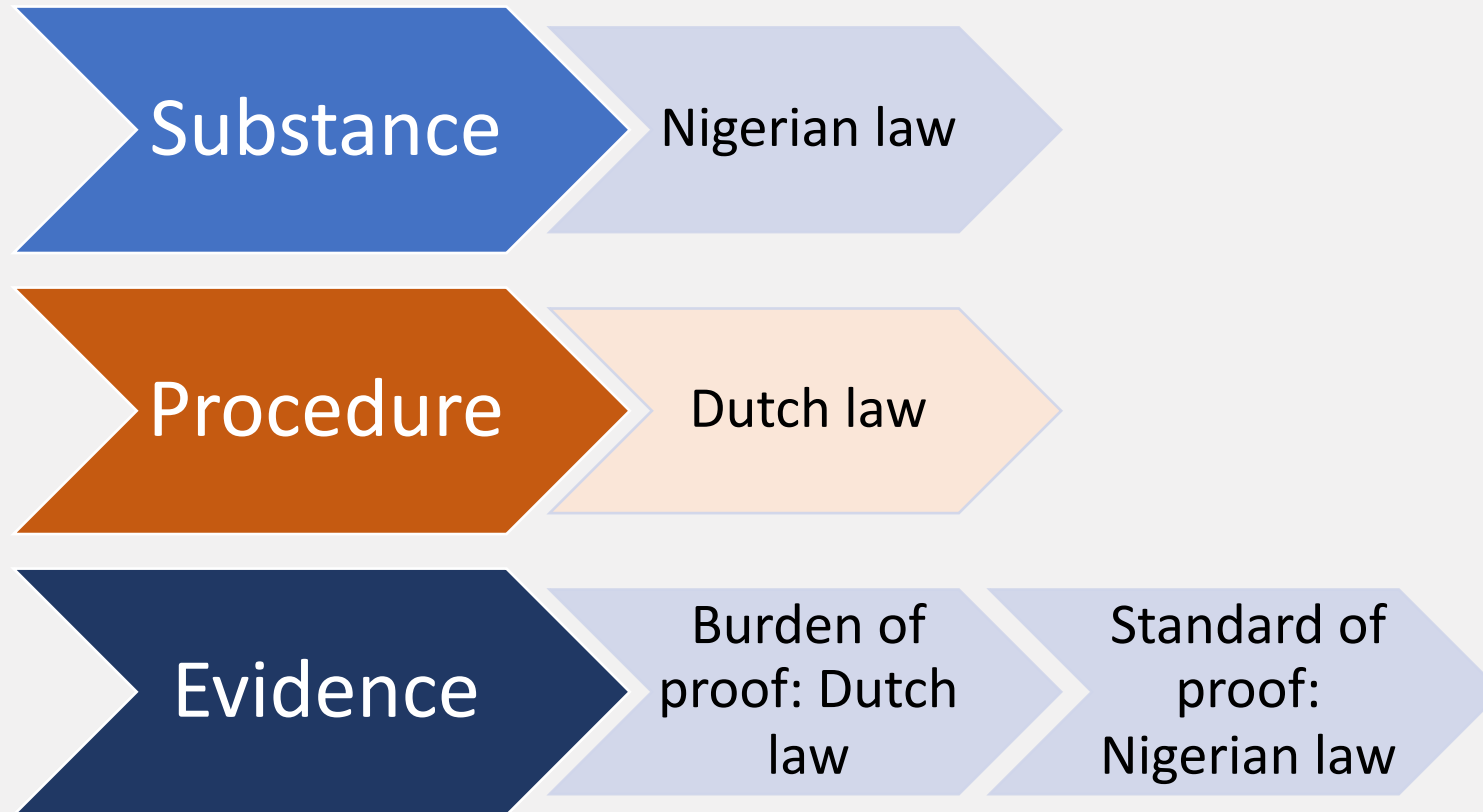 Substance
Nigerian law
Procedure
Dutch law
Evidence
Burden of
proof: Dutch
law
Standard of
proof:
Nigerian law